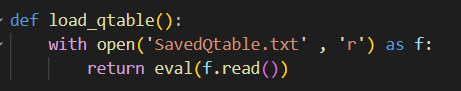 def load_qtable():
    with open('SavedQtable.txt' , 'r') as f:
        return eval(f.read())